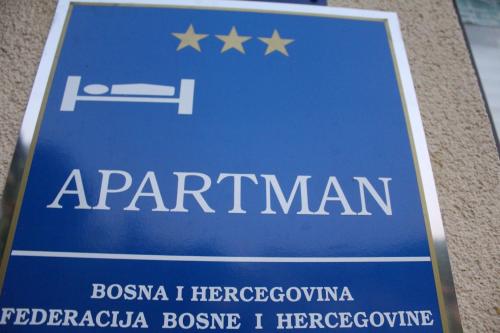 APARTMAN
BOSNA I HERCEGOVINA
FEDERACIJA BOSNE I HERCEGOVINE